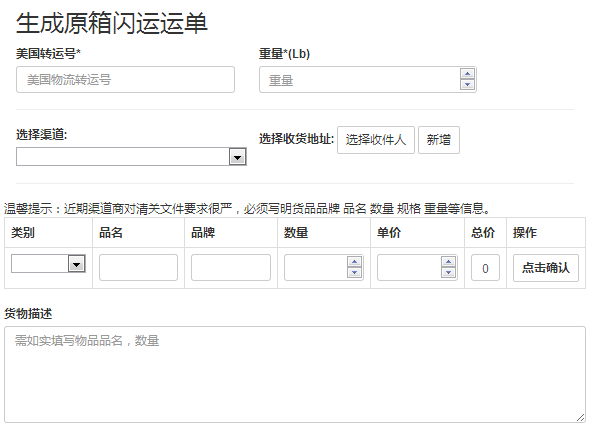 生成原箱闪运运单
美国转运号* 重量*(Lb)
美国物流转运号 重量
选择渠道: 选择收货地址: 选择收件人 新增
温馨提示：近期渠道商对清关文件要求很严，必须写明货品品牌 品名 数量 规格 重量等信息。
类别 品名 品牌 数量 单价 总价 操作
0 点击确认
货物描述
需如实填写物品品名，数量